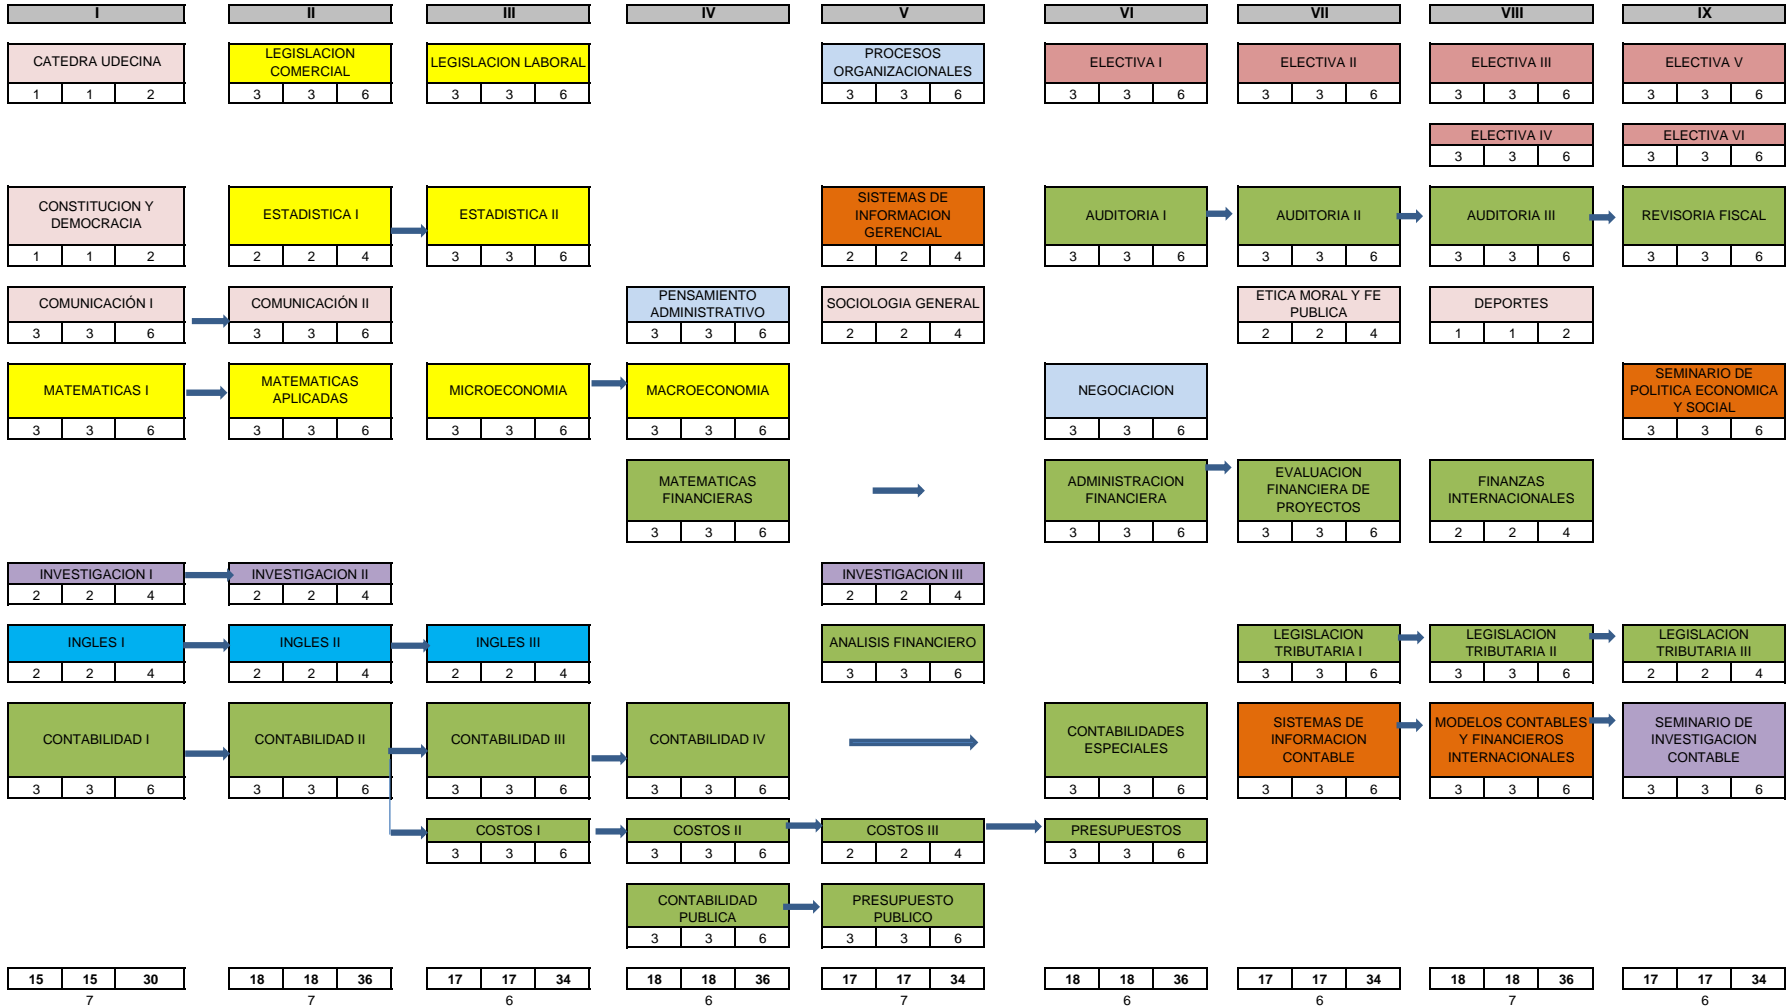 I II III IV V VI VII VIII IX
CATEDRA UDECINA
1 1 2
LEGISLACION
COMERCIAL
3 3 6
LEGISLACION LABORAL
3 3 6
PROCESOS
ORGANIZACIONALES
3 3 6
ELECTIVA I
3 3 6
ELECTIVA II
3 3 6
ELECTIVA III
3 3 6
ELECTIVA V
3 3 6
ELECTIVA IV
3 3 6
ELECTIVA VI
3 3 6
CONSTITUCION Y
DEMOCRACIA
1 1 2
ESTADISTICA I
2 2 4
ESTADISTICA II
3 3 6
SISTEMAS DE
INFORMACION
GERENCIAL
2 2 4
AUDITORIA I
3 3 6
AUDITORIA II
3 3 6
AUDITORIA III
3 3 6
REVISORIA FISCAL
3 3 6
COMUNICACIÓN I
3 3 6
COMUNICACIÓN II
3 3 6
PENSAMIENTO
ADMINISTRATIVO
3 3 6
SOCIOLOGIA GENERAL
2 2 4
ETICA MORAL Y FE
PUBLICA
2 2 4
DEPORTES
1 1 2
MATEMATICAS I
3 3 6
MATEMATICAS
APLICADAS
3 3 6
MICROECONOMIA
3 3 6
MACROECONOMIA
3 3 6
NEGOCIACION
3 3 6
SEMINARIO DE
POLITICA ECONOMICA
Y SOCIAL
3 3 6
MATEMATICAS
FINANCIERAS
3 3 6
ADMINISTRACION
FINANCIERA
3 3 6
EVALUACION
FINANCIERA DE
PROYECTOS
3 3 6
FINANZAS
INTERNACIONALES
2 2 4
INVESTIGACION I
2 2 4
INVESTIGACION II
2 2 4
INVESTIGACION III
2 2 4
INGLES I
2 2 4
INGLES II
2 2 4
INGLES III
2 2 4
ANALISIS FINANCIERO
3 3 6
LEGISLACION
TRIBUTARIA I
3 3 6
LEGISLACION
TRIBUTARIA II
3 3 6
LEGISLACION
TRIBUTARIA III
2 2 4
CONTABILIDAD I
3 3 6
CONTABILIDAD II
3 3 6
CONTABILIDAD III
3 3 6
CONTABILIDAD IV
3 3 6
CONTABILIDADES
ESPECIALES
3 3 6
SISTEMAS DE
INFORMACION
CONTABLE
3 3 6
MODELOS CONTABLES
Y FINANCIEROS
INTERNACIONALES
3 3 6
SEMINARIO DE
INVESTIGACION
CONTABLE
3 3 6
COSTOS I
3 3 6
COSTOS II
3 3 6
COSTOS III
2 2 4
PRESUPUESTOS
3 3 6
CONTABILIDAD
PUBLICA
3 3 6
PRESUPUESTO
PUBLICO
3 3 6
15 15 30 18 18 36 17 17 34 18 18 36 17 17 34 18 18 36 17 17 34 18 18 36 17 17 34
7 7 6 6 7 6 6 7 6